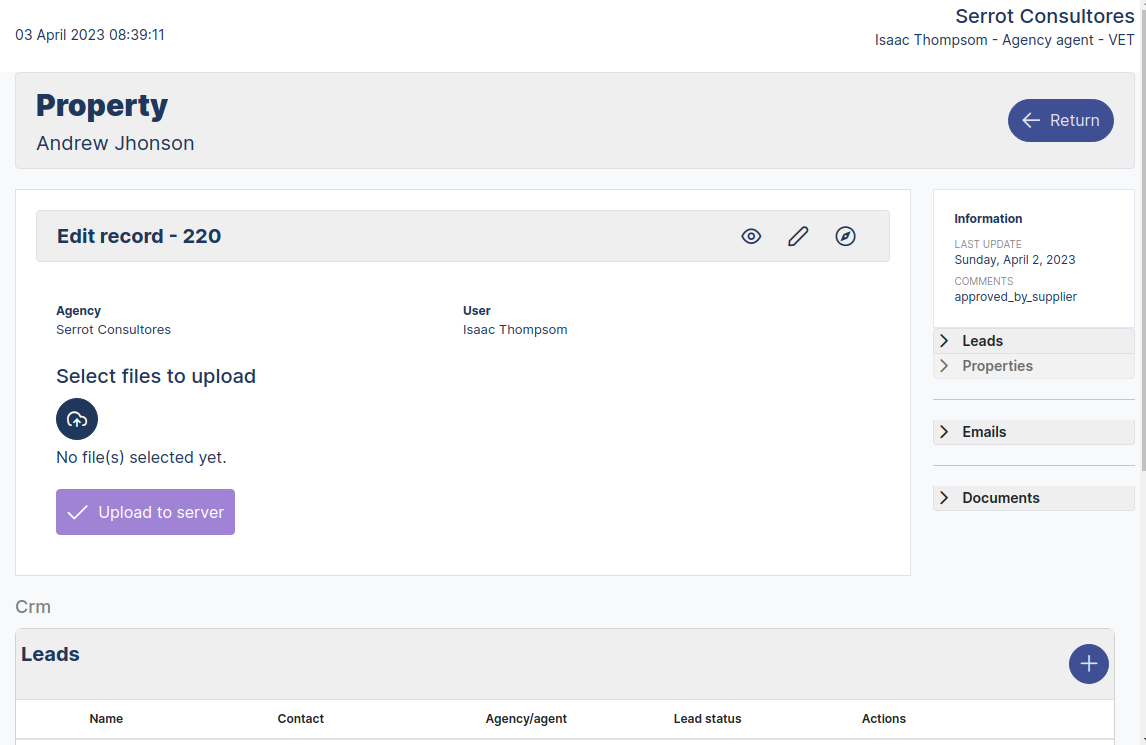 Serrot Consultores
03 April 2023 08:39:11
Isaac Thompsom - Agency agent - VET
Property
Andrew Jhonson
Return
Edit record - 220
Agency
User
Serrot Consultores
Isaac Thompsom
Select files to upload
No file(s) selected yet.
Upload to server
Information
LAST UPDATE
Sunday, April 2, 2023
COMMENTS
approved_by_supplier
Leads
Properties
Emails
Documents
Crm
Leads
Name Contact Agency/agent Lead status Actions